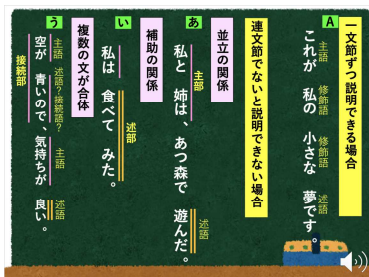 一文節ずつ説明できる場合
A
主語 修飾語 修飾語 述語
これが 私の 小さな 夢です。
連文節でないと説明できない場合
並立の関係
あ
主部 述語
私と 姉は、あつ森で 遊んだ。
補助の関係
い
述部
私は 食べて みた。
複数の文が合体
う
主語 述語？接続語？ 主語 述語
空が 青いので、気持ちが 良い。
接続部